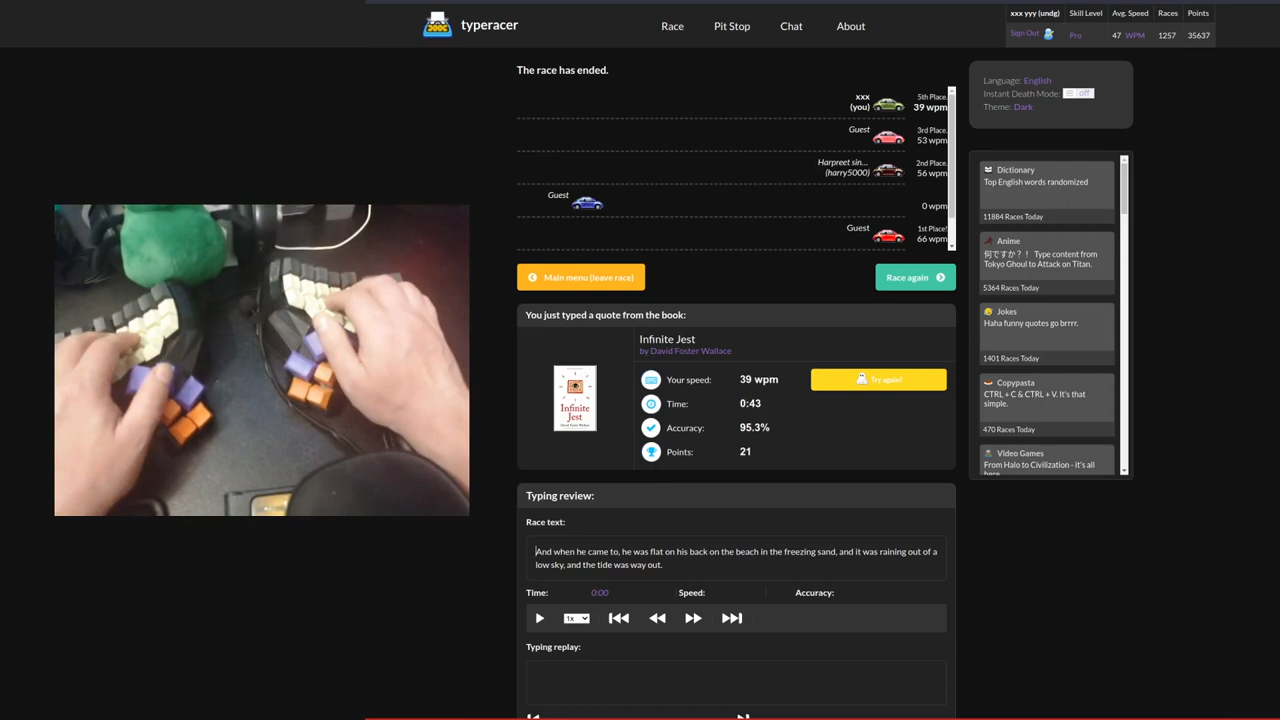 typeracer
Race
Pit Stop
Chat
About
xxx yyy (undg)
Skill Level
Avg. Speed
Races
Points
Sign Out
Pro
47 WPM
1257
35637
The race has ended.
xxx
(you)
5th Place.
39 wpm
Guest
3rd Place.
53 wpm
Harpreet sin...
(harry5000)
2nd Place.
56 wpm
Guest
0 wpm
Guest
1st Place!
66 wpm
Main menu (leave race)
Race again
You just typed a quote from the book:
Infinite Jest
by David Foster Wallace
Infinite
Jest
Your speed:
39 wpm
Try again?
Time:
0:43
Accuracy:
95.3%
Points:
21
Typing review:
Race text:
And when he came to, he was flat on his back on the beach in the freezing sand, and it was raining out of a
low sky, and the tide was way out.
Time:
0:00
Speed:
Accuracy:
1x
Typing replay:
Language: English
Instant Death Mode: off
Theme: Dark
Dictionary
Top English words randomized
11884 Races Today
Anime
何ですか？！ Type content from
Tokyo Ghoul to Attack on Titan.
5364 Races Today
Jokes
Haha funny quotes go brrrr.
1401 Races Today
Copypasta
CTRL + C & CTRL + V. It's that
simple.
470 Races Today
Video Games
From Halo to Civilization - it's all
here.